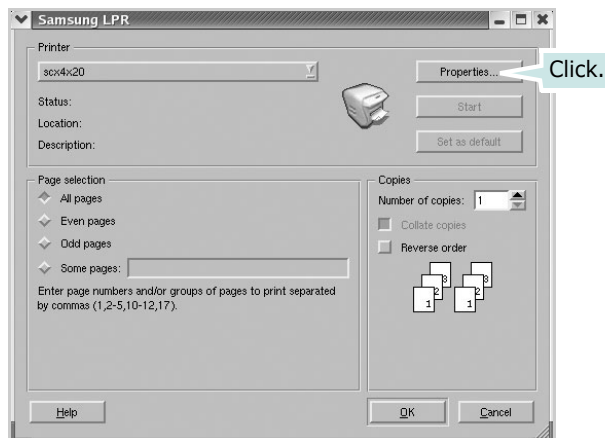 Samsung LPR
Printer
scx4x20
Properties...
Click.
Status:
Start
Location:
Description:
Set as default
Page selection
All pages
Even pages
Odd pages
Some pages:
Enter page numbers and/or groups of pages to print separated
by commas (1,2-5,10-12,17).
Copies
Number of copies: 1
Collate copies
Reverse order
3 3
2 2
1 1
Help
OK
Cancel